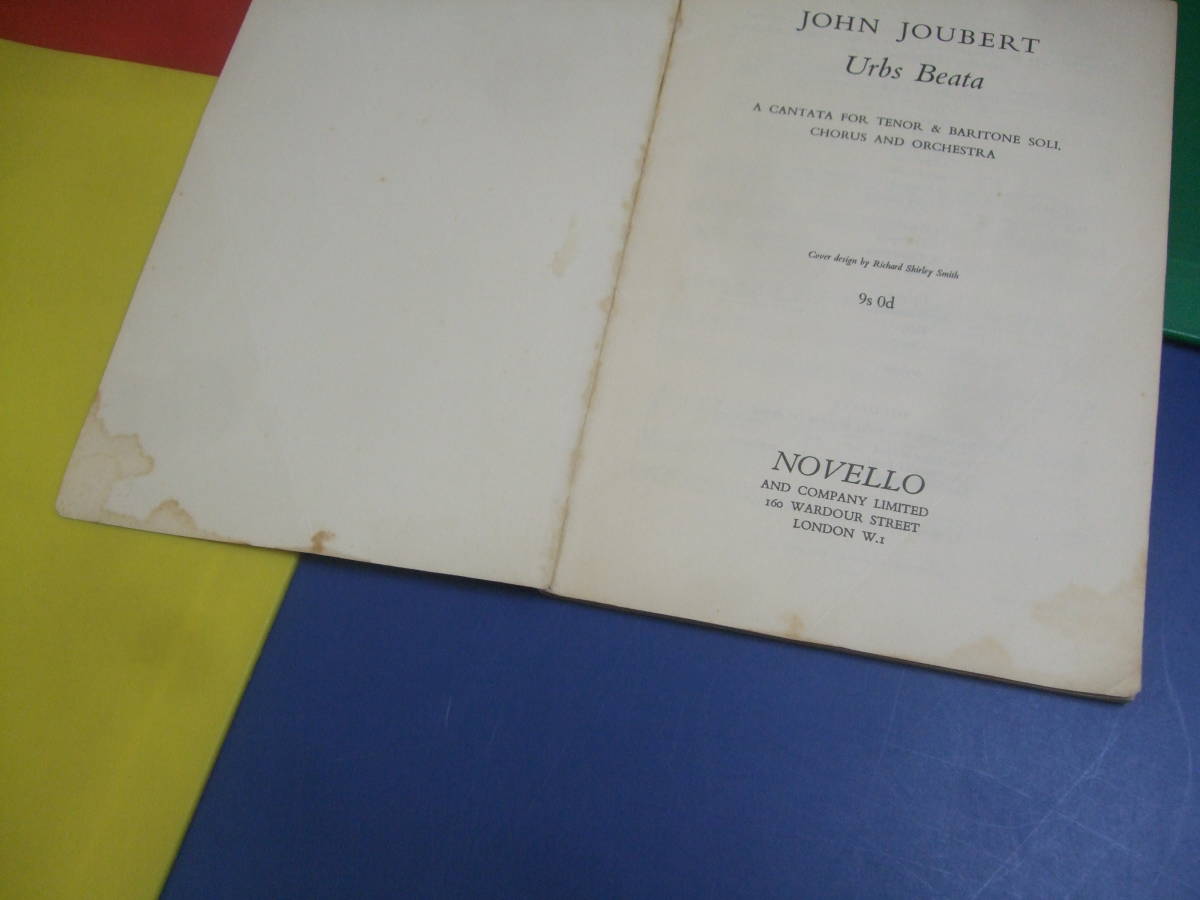 JOHN JOUBERT
Urbs Beata
A CANTATA FOR TENOR & BARITONE SOLI,
CHORUS AND ORCHESTRA
Cover design by Richard Shirley Smith
9s 0d
NOVELLO
AND COMPANY LIMITED
160 WARDOUR STREET
LONDON W.1